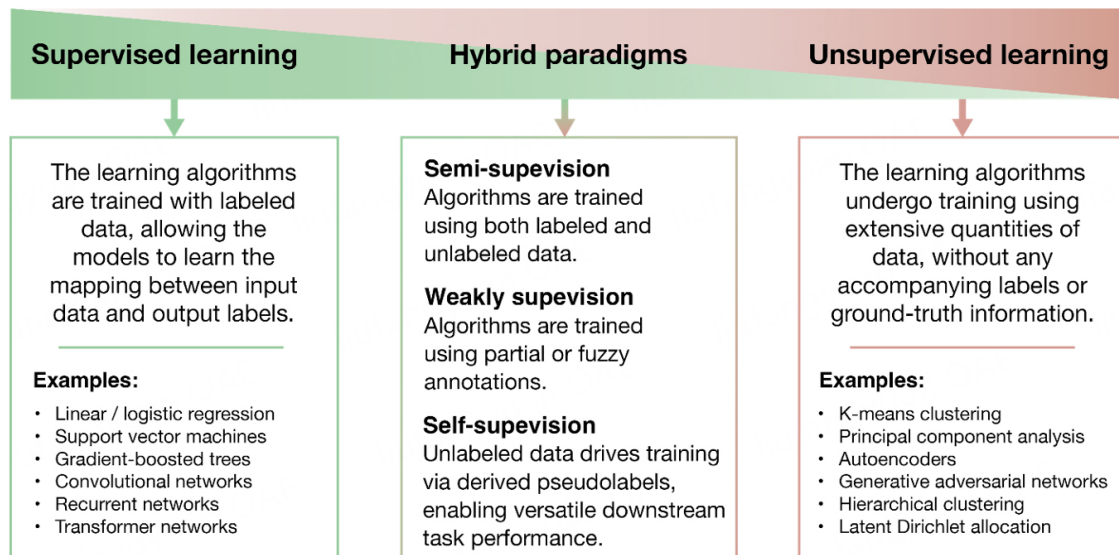 Supervised learning
Hybrid paradigms
Unsupervised learning
The learning algorithms
are trained with labeled
data, allowing the
models to learn the
mapping between input
data and output labels.
Examples:
• Linear / logistic regression
• Support vector machines
• Gradient-boosted trees
• Convolutional networks
• Recurrent networks
• Transformer networks
Semi-supevision
Algorithms are trained
using both labeled and
unlabeled data.
Weakly supevision
Algorithms are trained
using partial or fuzzy
annotations.
Self-supevision
Unlabeled data drives training
via derived pseudolabels,
enabling versatile downstream
task performance.
The learning algorithms
undergo training using
extensive quantities of
data, without any
accompanying labels or
ground-truth information.
Examples:
• K-means clustering
• Principal component analysis
• Autoencoders
• Generative adversarial networks
• Hierarchical clustering
• Latent Dirichlet allocation